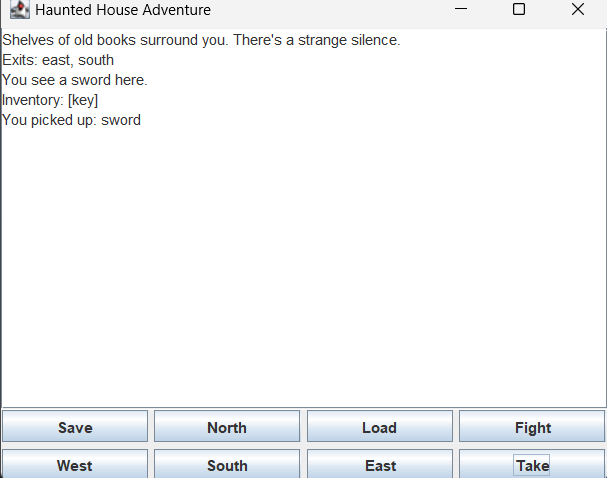 Haunted House Adventure
Shelves of old books surround you. There's a strange silence.
Exits: east, south
You see a sword here.
Inventory: [key]
You picked up: sword
Save North Load Fight
West South East Take